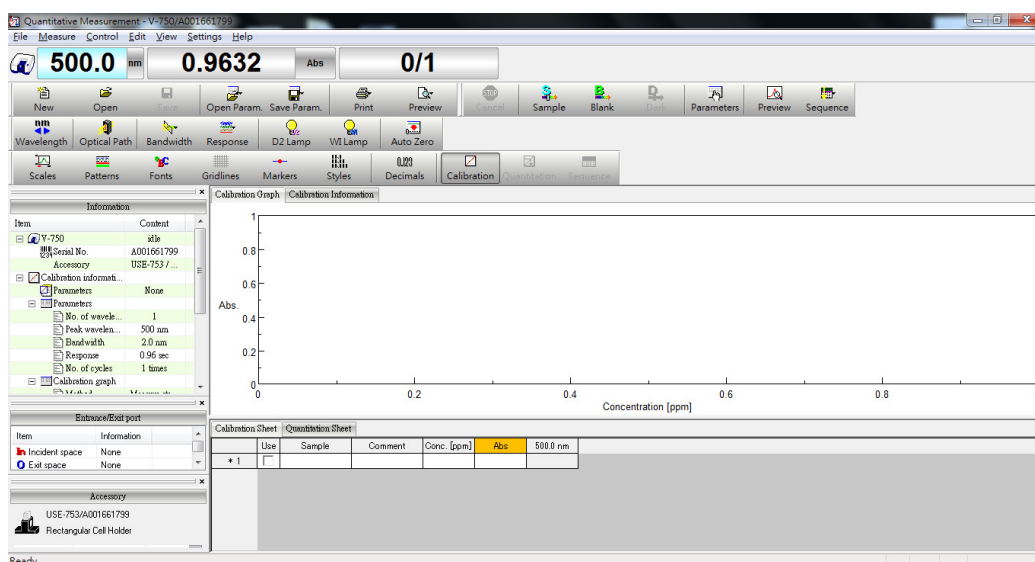 Quantitative Measurement - V-750/A001661799
File Measure Control Edit View Settings Help
500.0 nm 0.9632 Abs 0/1
New Open Save Open Param. Save Param. Print Preview Cancel Sample Blank Dark Parameters Preview Sequence
Wavelength Optical Path Bandwidth Response D2 Lamp WI Lamp Auto Zero
Scales Patterns Fonts Gridlines Markers Styles Decimals Calibration Quantitation Sequence
Information
Item Content
V-750 idle
Serial No. A001661799
Accessory USE-753 / ...
Calibration informati...
Parameters None
Parameters
No. of wavele... 1
Peak wavelen... 500 nm
Bandwidth 2.0 nm
Response 0.96 sec
No. of cycles 1 times
Calibration graph
Entrance/Exit port
Item Information
In Incident space None
O Exit space None
Accessory
USE-753/A001661799
Rectangular Cell Holder
Calibration Graph Calibration Information
1
0.8
0.6
Abs.
0.4
0.2
0
0 0.2 0.4 0.6 0.8
Concentration [ppm]
Calibration Sheet Quantitation Sheet
Use Sample Comment Conc. [ppm] Abs 500.0 nm
* 1
Ready